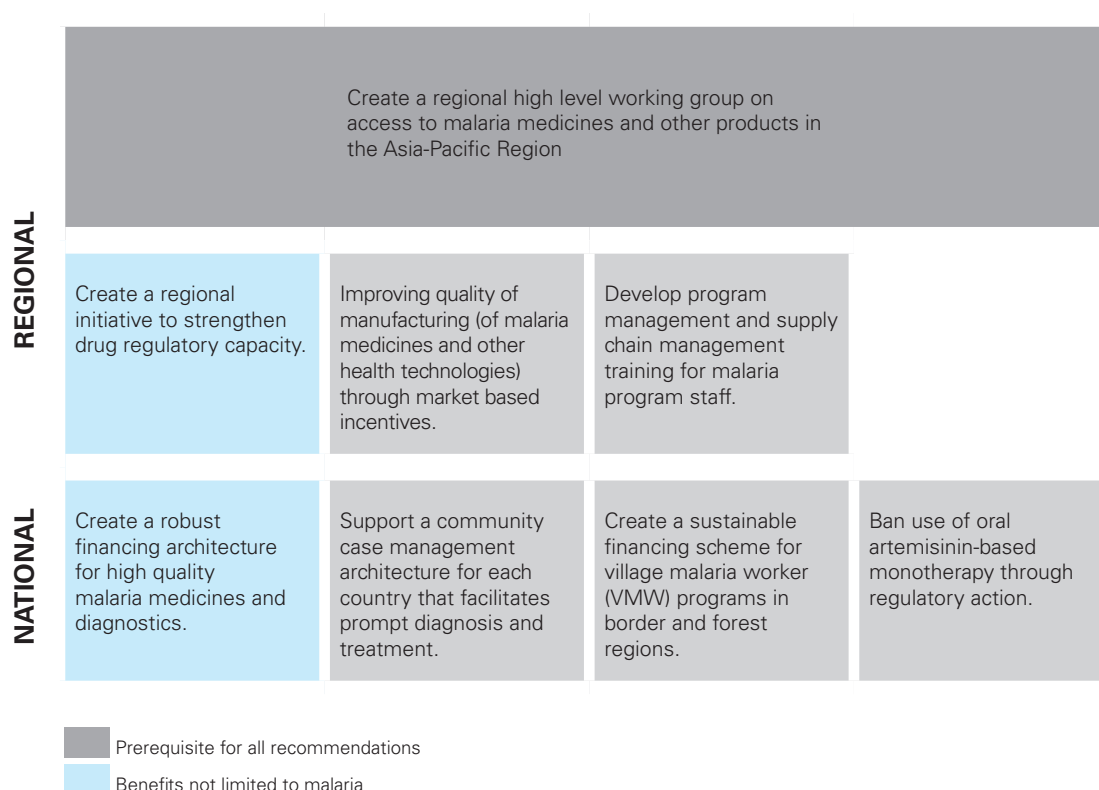 Create a regional high level working group on
access to malaria medicines and other products in
the Asia-Pacific Region
REGIONAL
Create a regional
initiative to strengthen
drug regulatory capacity.
Improving quality of
manufacturing (of malaria
medicines and other
health technologies)
through market based
incentives.
Develop program
management and supply
chain management
training for malaria
program staff.
NATIONAL
Create a robust
financing architecture
for high quality
malaria medicines and
diagnostics.
Support a community
case management
architecture for each
country that facilitates
prompt diagnosis and
treatment.
Create a sustainable
financing scheme for
village malaria worker
(VMW) programs in
border and forest
regions.
Ban use of oral
artemisinin-based
monotherapy through
regulatory action.
Prerequisite for all recommendations
Benefits not limited to malaria